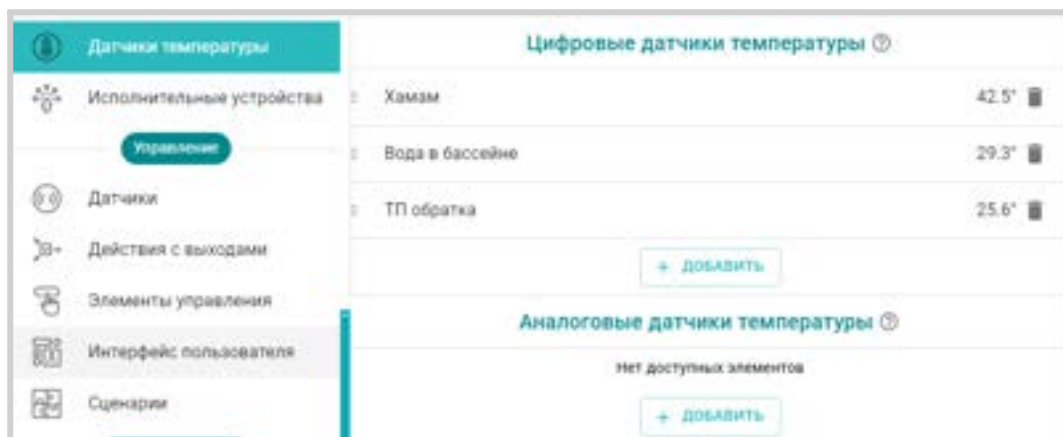 Датчики температуры
Исполнительные устройства
Управление
Датчики
Действия с выходами
Элементы управления
Интерфейс пользователя
Сценарии
Цифровые датчики температуры
Хамам 42.5°
Вода в бассейне 29.3°
ТП обратка 25.6°
+ ДОБАВИТЬ
Аналоговые датчики температуры
Нет доступных элементов
+ ДОБАВИТЬ